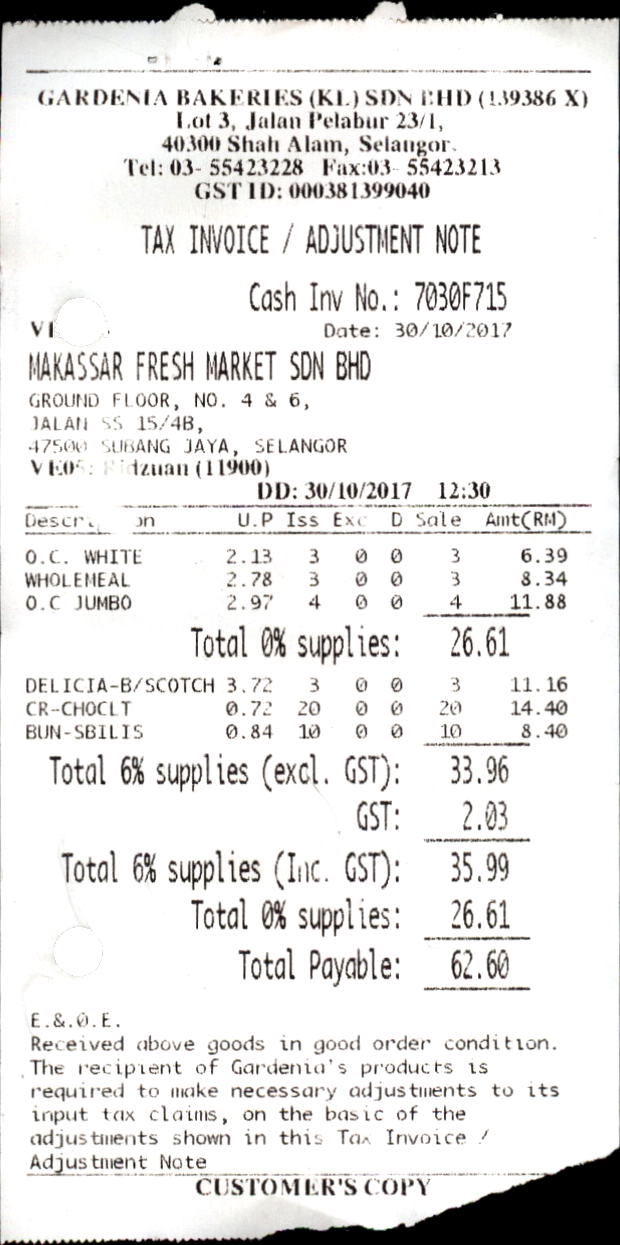 GARDENIA BAKERIES (KL) SDN BHD (139386 X)
Lot 3, Jalan Pelabur 23/1,
40300 Shah Alam, Selangor.
Tel: 03- 55423228 Fax:03- 55423213
GST ID: 000381399040
TAX INVOICE / ADJUSTMENT NOTE
Cash Inv No.: 7030F715
Date: 30/10/2017
MAKASSAR FRESH MARKET SDN BHD
GROUND FLOOR, NO. 4 & 6,
JALAN SS 15/4B,
47500 SUBANG JAYA, SELANGOR
VE05: Ridzuan (11900)
DD: 30/10/2017 12:30
U.P Iss Exc D Sale Amt(RM)
O.C. WHITE 2.13 3 0 0 3 6.39
WHOLEMEAL 2.78 3 0 0 3 8.34
O.C JUMBO 2.97 4 0 0 4 11.88
Total 0% supplies: 26.61
DELICIA-B/SCOTCH 3.72 3 0 0 3 11.16
CR-CHOCLT 0.72 20 0 0 20 14.40
BUN-SBILIS 0.84 10 0 0 10 8.40
Total 6% supplies (excl. GST): 33.96
GST: 2.03
Total 6% supplies (Inc. GST): 35.99
Total 0% supplies: 26.61
Total Payable: 62.60
E.&.O.E.
Received above goods in good order condition.
The recipient of Gardenia's products is
required to make necessary adjustments to its
input tax claims, on the basic of the
adjustments shown in this Tax Invoice /
Adjustment Note
CUSTOMER'S COPY